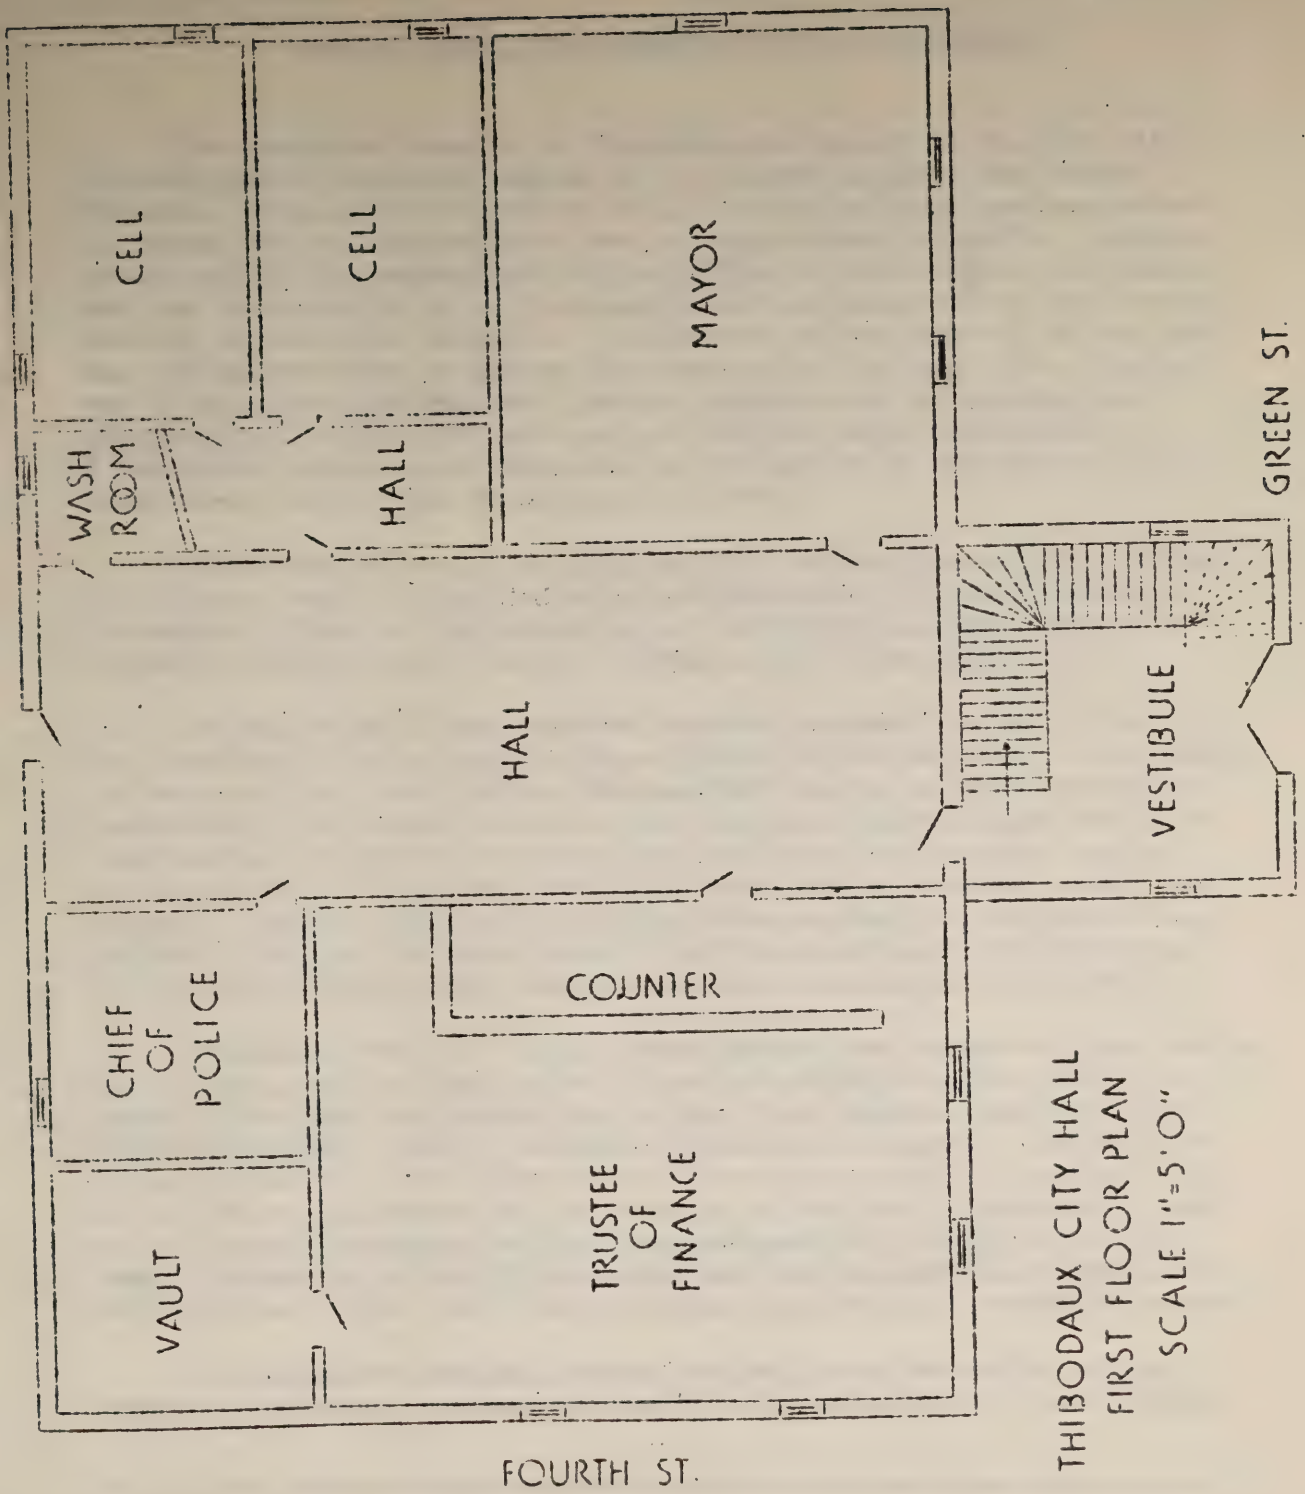 CELL
CELL
MAYOR
WASH
ROOM
HALL
HALL
VESTIBULE
GREEN ST.
CHIEF
OF
POLICE
COUNTER
VAULT
TRUSTEE
OF
FINANCE
FOURTH ST.
THIBODAUX CITY HALL
FIRST FLOOR PLAN
SCALE 1"=5'0"